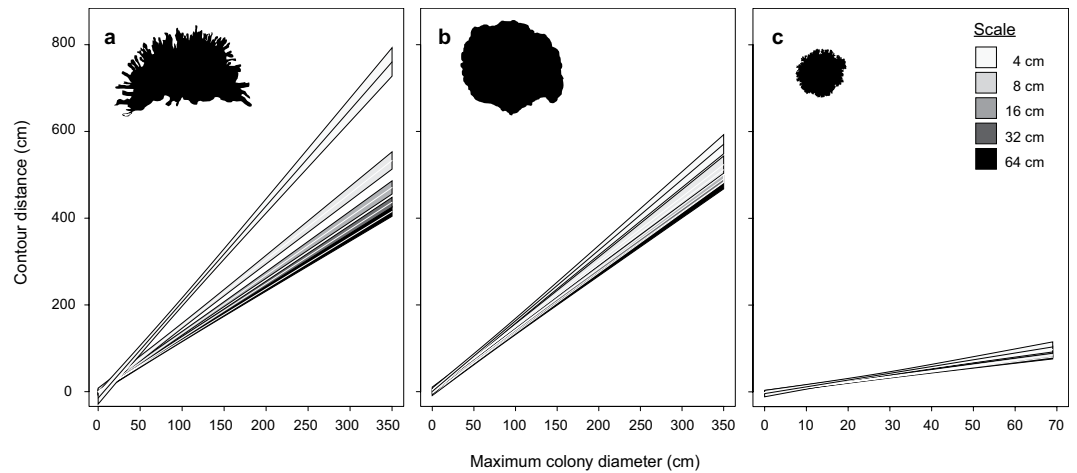 a
b
c
Scale
4 cm
8 cm
16 cm
32 cm
64 cm
Contour distance (cm)
800
600
400
200
0
0 50 100 150 200 250 300 350
0 50 100 150 200 250 300 350
0 10 20 30 40 50 60 70
Maximum colony diameter (cm)